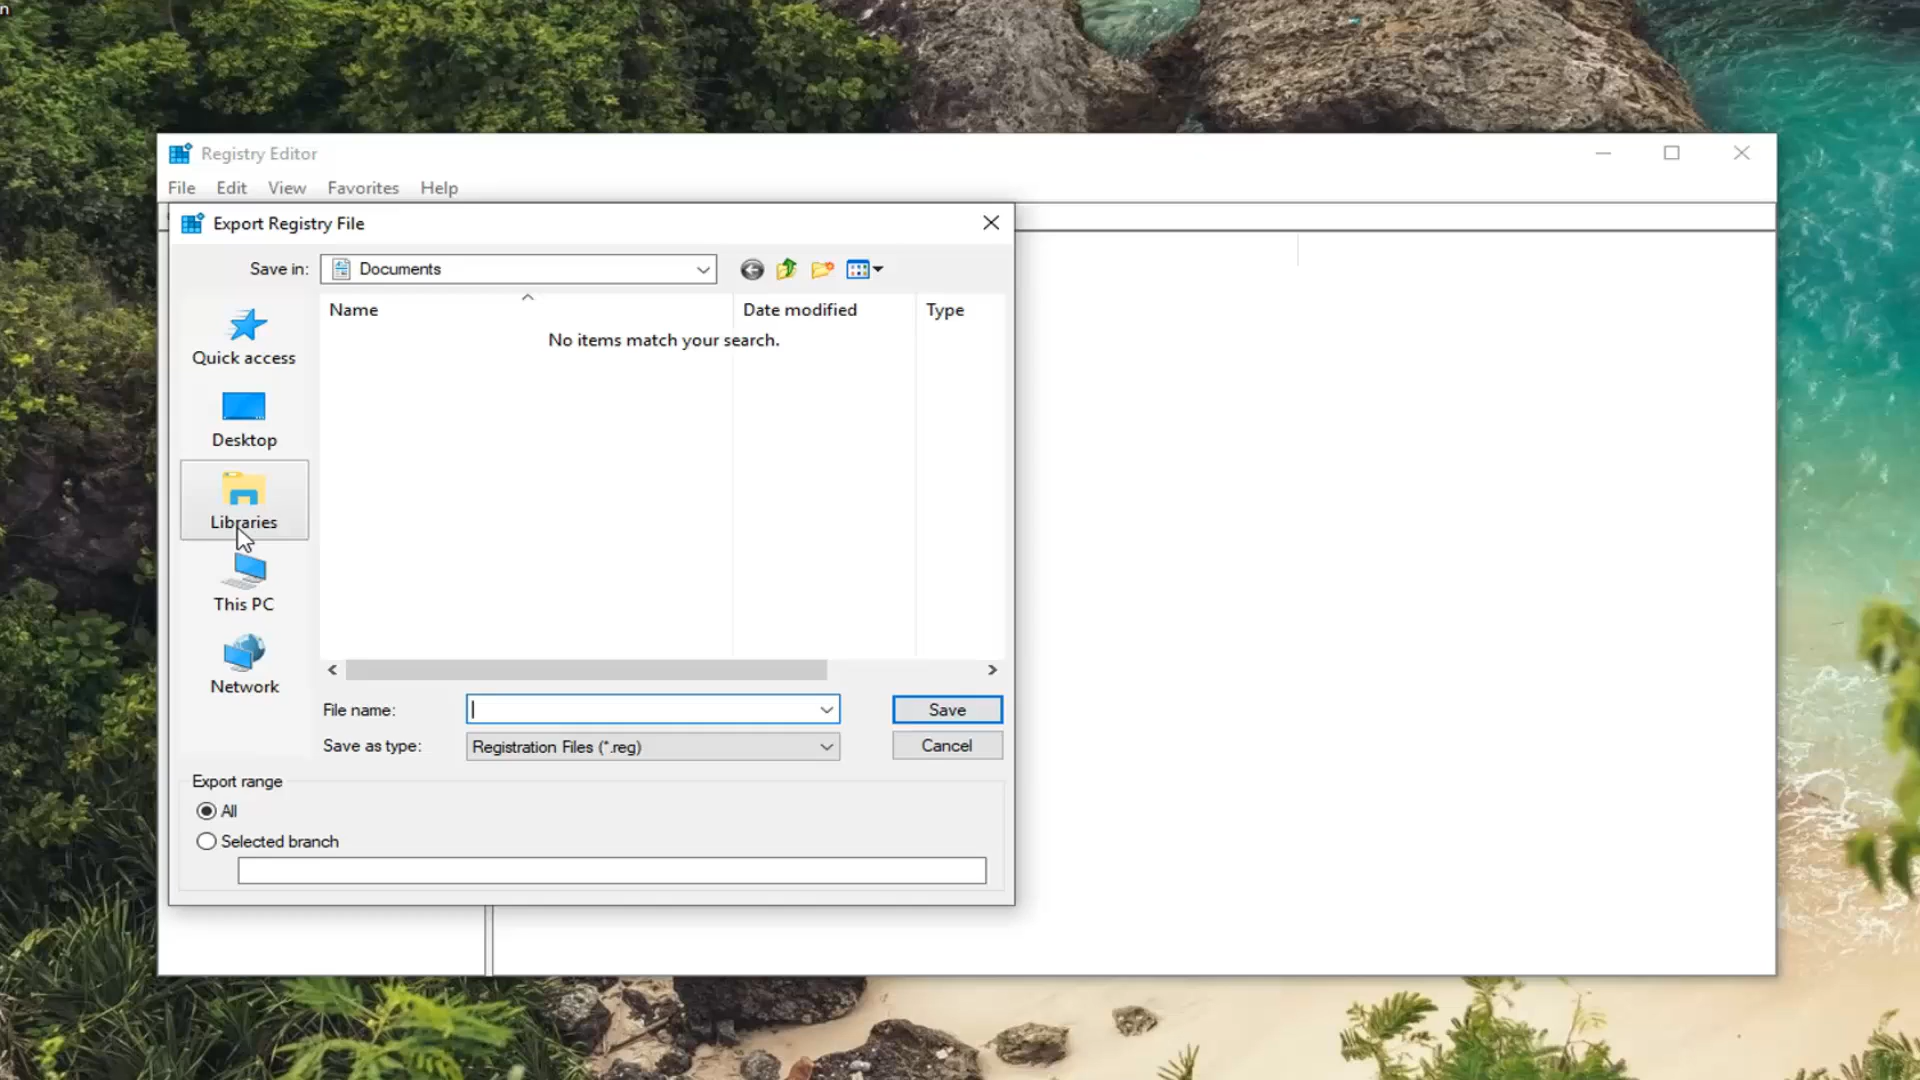 n
Registry Editor
File Edit View Favorites Help
Export Registry File
Save in: Documents
Name Date modified Type
No items match your search.
Quick access
Desktop
Libraries
This PC
Network
File name: Save
Save as type: Registration Files (*.reg) Cancel
Export range
All
Selected branch